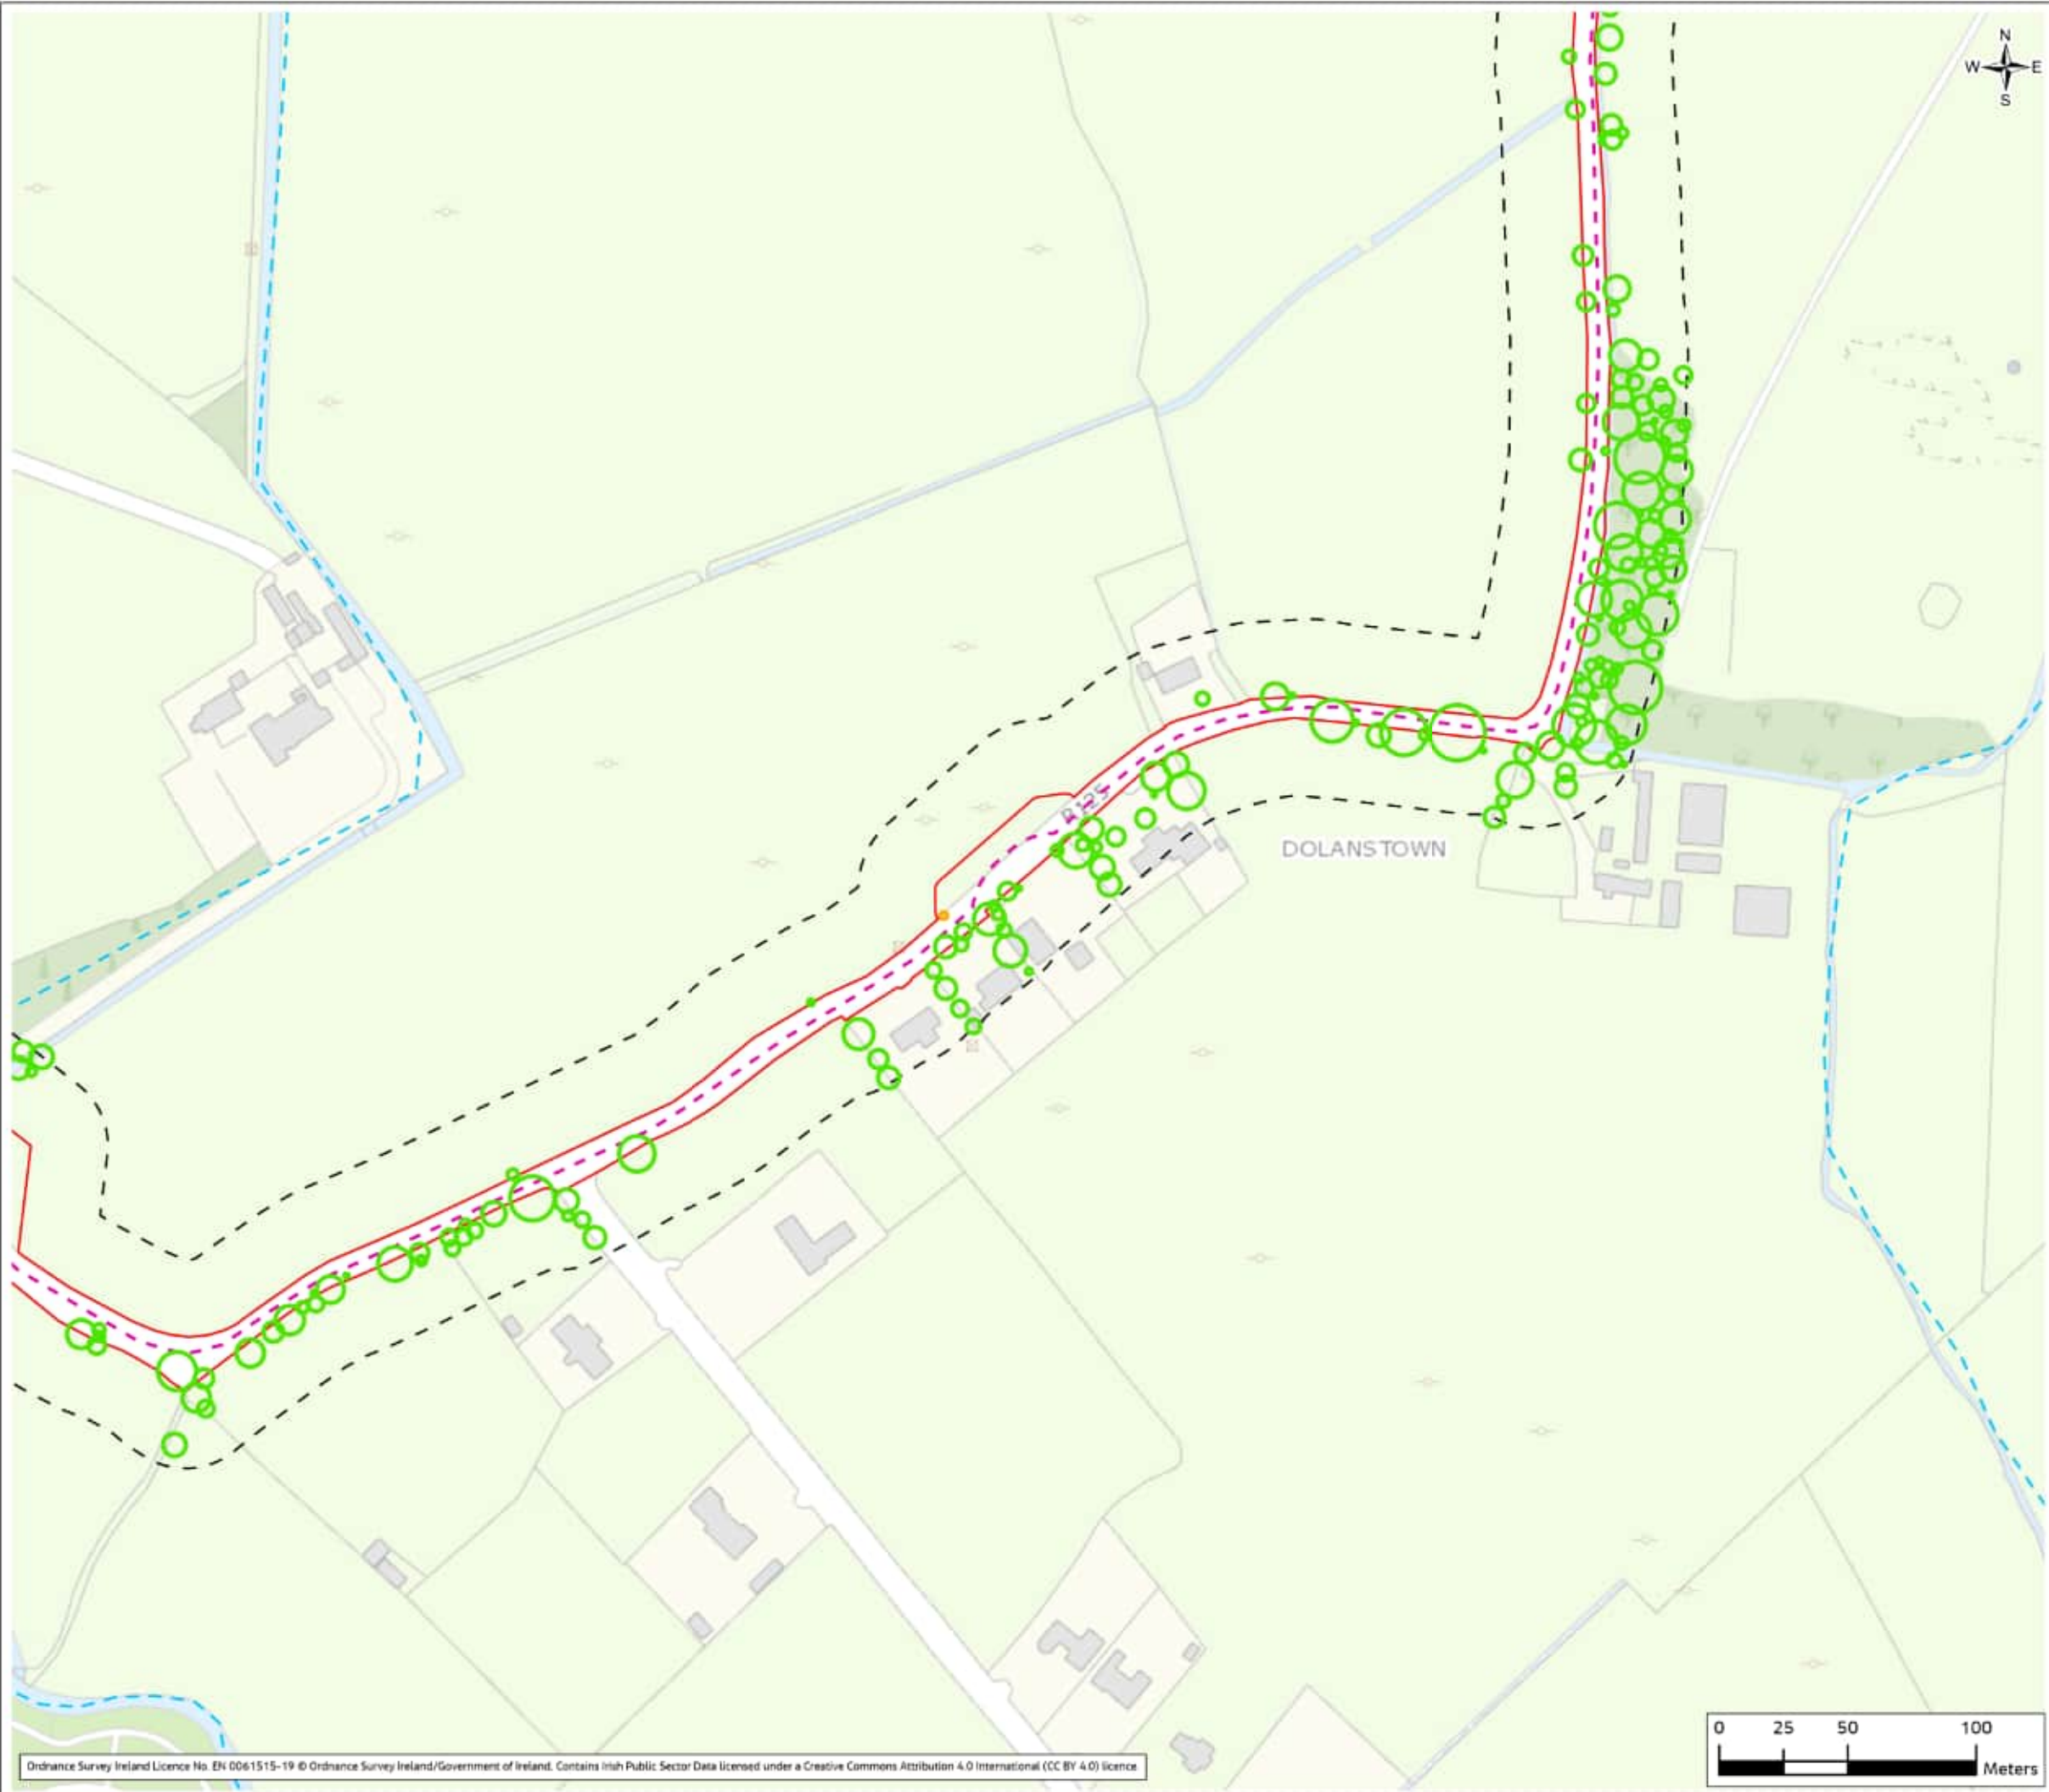 N
W E
S
R125
DOLANSTOWN
0 25 50 100
Meters
Ordnance Survey Ireland Licence No. EN 0061515-19 © Ordnance Survey Ireland/Government of Ireland. Contains Irish Public Sector Data licensed under a Creative Commons Attribution 4.0 International (CC BY 4.0) licence